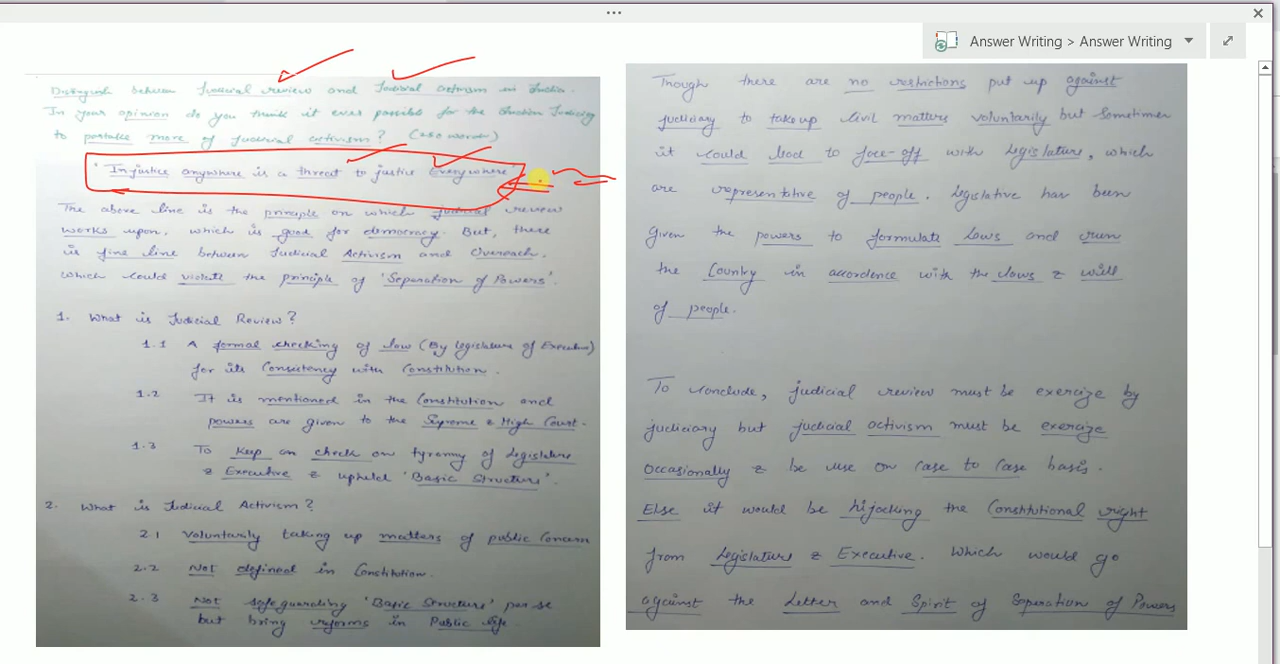 Answer Writing > Answer Writing
Distinguish between Judicial review and Judicial activism in India.
In your opinion do you think it ever possible for the Indian Judiciary
to partake more of judicial activism? (250 words)
"Injustice anywhere is a threat to justice Everywhere"
The above line is the principle on which judicial review
works upon, which is good for democracy. But, there
is fine line between Judicial Activism and Overreach.
which could violate the principle of 'Separation of Powers'.
1. What is Judicial Review?
1.1 A formal checking of law (By legislature of Executive)
for its Consistency with Constitution.
1.2 It is mentioned in the Constitution and
powers are given to the Supreme & High Court.
1.3 To Keep an check on tyranny of Legislature
& Executive & upheld 'Basic Structure'.
2. What is Judicial Activism?
2.1 Voluntarily taking up matters of public Concern
2.2 Not defined in Constitution.
2.3 Not safeguarding 'Basic Structure' per se
but bring reforms in Public life.
Though there are no restrictions put up against
judiciary to take up Civil matters voluntarily but Sometimes
it could lead to face-off with Legislature, which
are representative of people. Legislative has been
Given the powers to formulate Laws and run
the Country in accordence with the laws & will
of people.
To conclude, judicial review must be exercize by
judiciary but judicial activism must be exercize
Occasionally & be use on Case to Case basis.
Else it would be hijacking the Constitutional right
from Legislature & Executive. Which would go
against the Letter and Spirit of Seperation of Powers